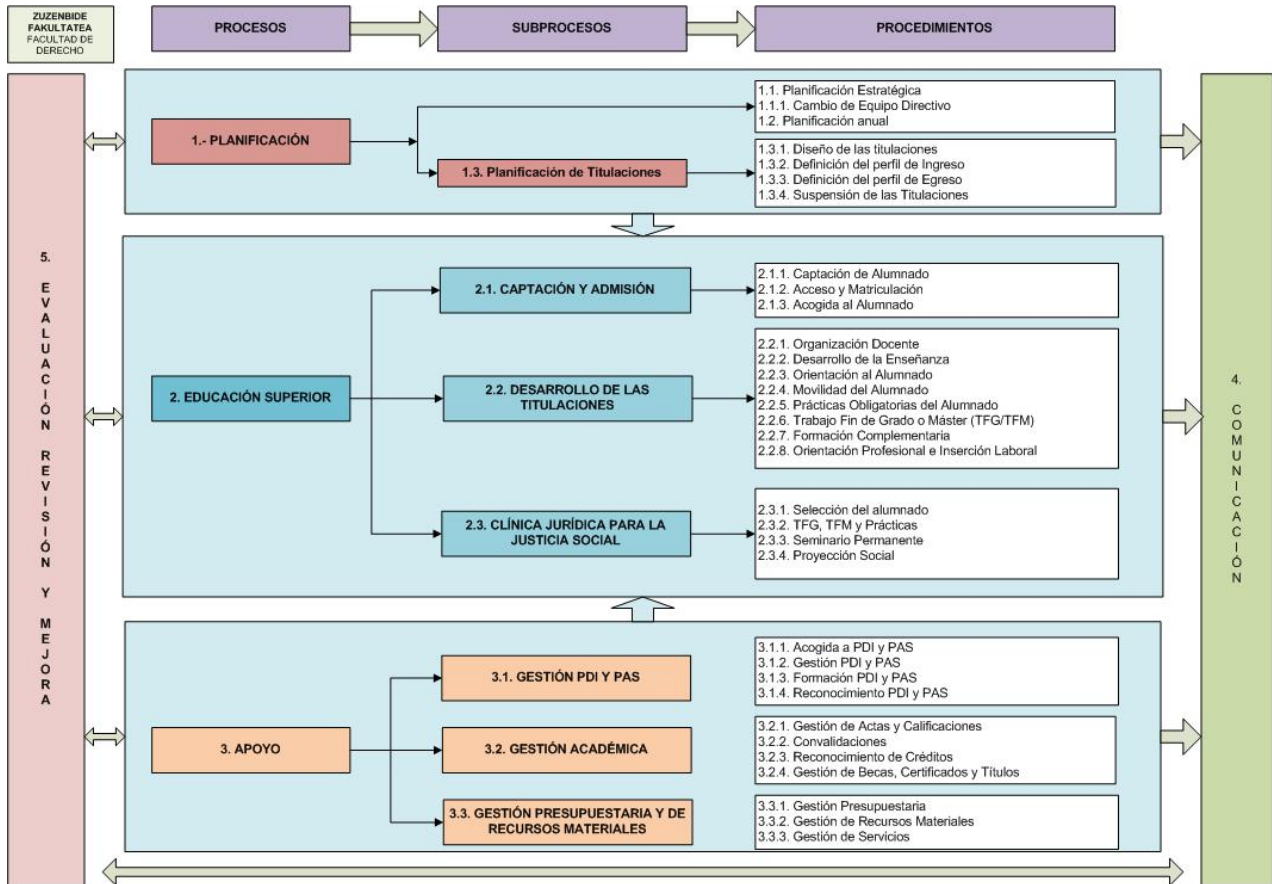 ZUZENBIDE
FAKULTATEA
FACULTAD DE
DERECHO
PROCESOS
SUBPROCESOS
PROCEDIMIENTOS
5.
EVALUACIÓN
REVISIÓN
Y
MEJORA
1.- PLANIFICACIÓN
1.1. Planificación Estratégica
1.1.1. Cambio de Equipo Directivo
1.2. Planificación anual
1.3. Planificación de Titulaciones
1.3.1. Diseño de las titulaciones
1.3.2. Definición del perfil de Ingreso
1.3.3. Definición del perfil de Egreso
1.3.4. Suspensión de las Titulaciones
2. EDUCACIÓN SUPERIOR
2.1. CAPTACIÓN Y ADMISIÓN
2.1.1. Captación de Alumnado
2.1.2. Acceso y Matriculación
2.1.3. Acogida al Alumnado
2.2. DESARROLLO DE LAS
TITULACIONES
2.2.1. Organización Docente
2.2.2. Desarrollo de la Enseñanza
2.2.3. Orientación al Alumnado
2.2.4. Movilidad del Alumnado
2.2.5. Prácticas Obligatorias del Alumnado
2.2.6. Trabajo Fin de Grado o Máster (TFG/TFM)
2.2.7. Formación Complementaria
2.2.8. Orientación Profesional e Inserción Laboral
2.3. CLÍNICA JURÍDICA PARA LA
JUSTICIA SOCIAL
2.3.1. Selección del alumnado
2.3.2. TFG, TFM y Prácticas
2.3.3. Seminario Permanente
2.3.4. Proyección Social
3. APOYO
3.1. GESTIÓN PDI Y PAS
3.1.1. Acogida a PDI y PAS
3.1.2. Gestión PDI y PAS
3.1.3. Formación PDI y PAS
3.1.4. Reconocimiento PDI y PAS
3.2. GESTIÓN ACADÉMICA
3.2.1. Gestión de Actas y Calificaciones
3.2.2. Convalidaciones
3.2.3. Reconocimiento de Créditos
3.2.4. Gestión de Becas, Certificados y Títulos
3.3. GESTIÓN PRESUPUESTARIA Y DE
RECURSOS MATERIALES
3.3.1. Gestión Presupuestaria
3.3.2. Gestión de Recursos Materiales
3.3.3. Gestión de Servicios
4.
COMUNICACIÓN